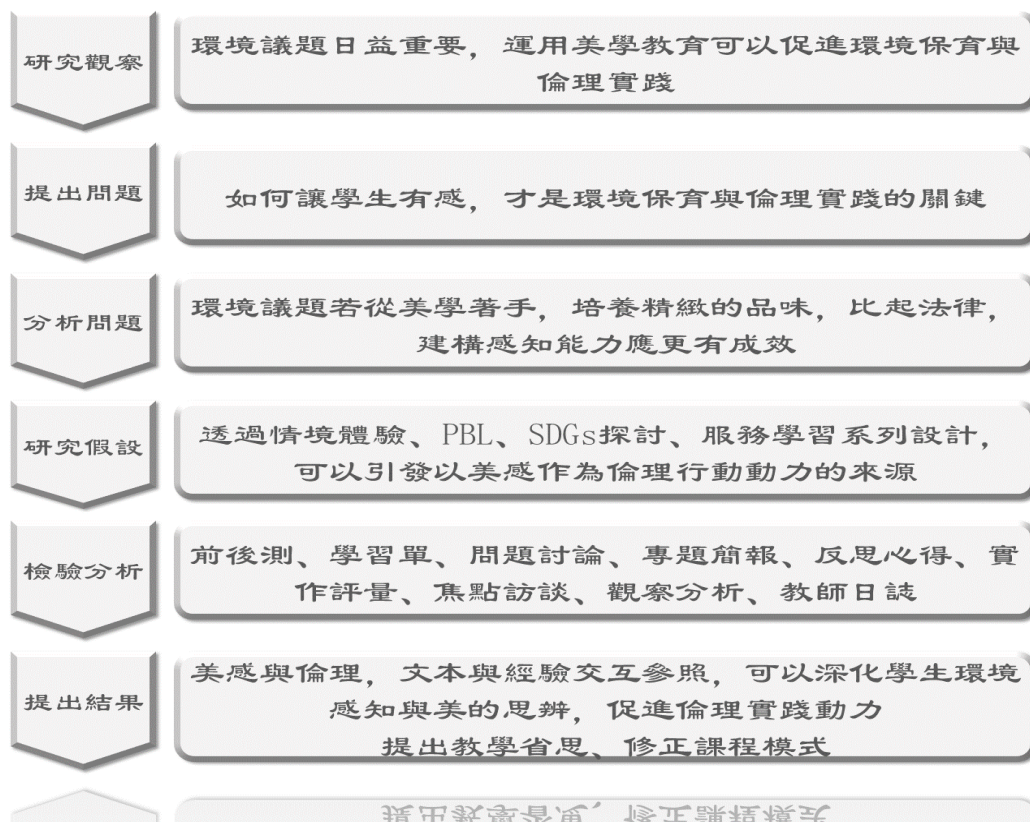 研究觀察
環境議題日益重要，運用美學教育可以促進環境保育與
倫理實踐
提出問題
如何讓學生有感，才是環境保育與倫理實踐的關鍵
分析問題
環境議題若從美學著手，培養精緻的品味，比起法律，
建構感知能力應更有成效
研究假設
透過情境體驗、PBL、SDGs探討、服務學習系列設計，
可以引發以美感作為倫理行動動力的來源
檢驗分析
前後測、學習單、問題討論、專題簡報、反思心得、實
作評量、焦點訪談、觀察分析、教師日誌
提出結果
美感與倫理，文本與經驗交互參照，可以深化學生環境
感知與美的思辨，促進倫理實踐動力
提出教學省思、修正課程模式